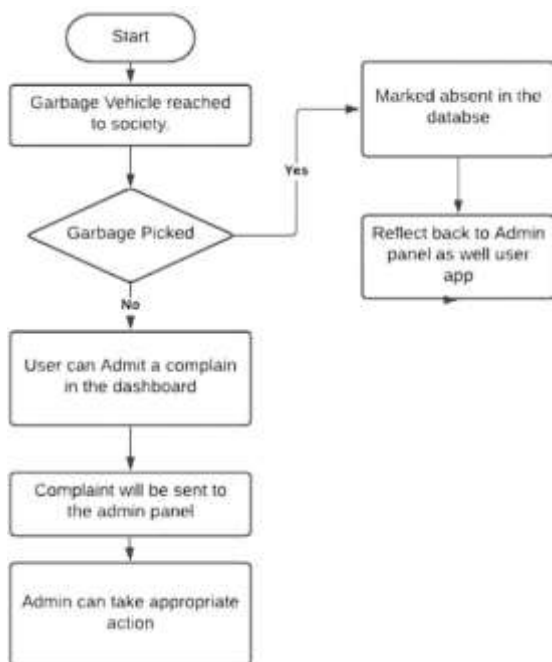 Start
Garbage Vehicle reached
to society.
Garbage Picked
Yes
Marked absent in the
databse
Reflect back to Admin
panel as well user
app
No
User can Admit a complain
in the dashboard
Complaint will be sent to
the admin panel
Admin can take appropriate
action